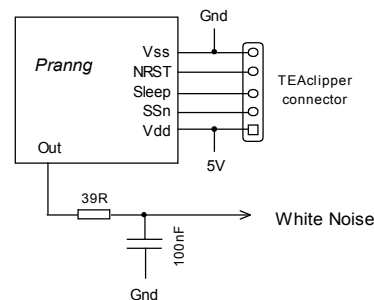 Gnd
Vss
Pranng
NRST
TEAclipper
Sleep
connector
SSn
Vdd
Out
5V
39R
White Noise
100nF
Gnd